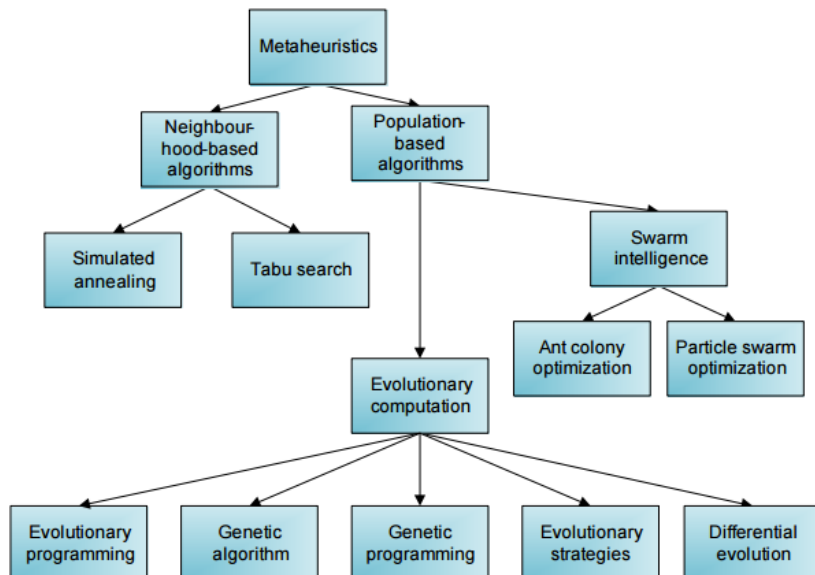 Metaheuristics
Neighbour-
hood-based
algorithms
Population-
based
algorithms
Simulated
annealing
Tabu search
Swarm
intelligence
Ant colony
optimization
Particle swarm
optimization
Evolutionary
computation
Evolutionary
programming
Genetic
algorithm
Genetic
programming
Evolutionary
strategies
Differential
evolution